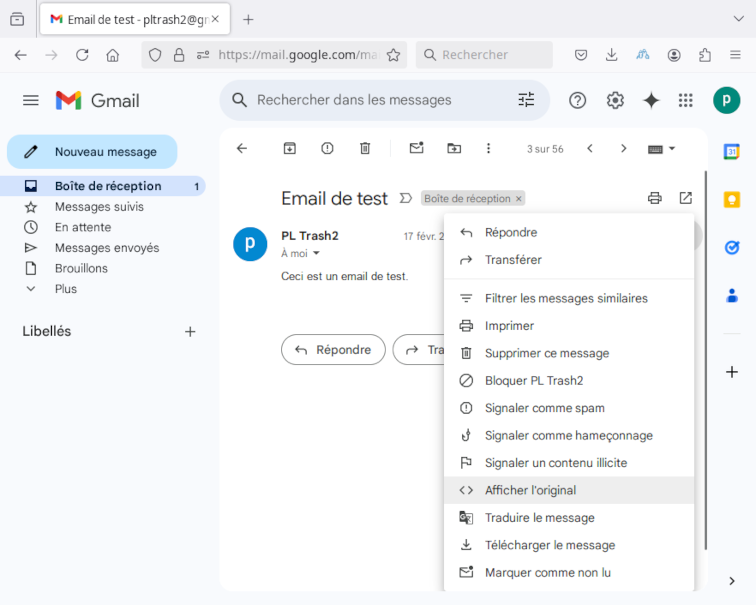 Email de test - pltrash2@gr
https://mail.google.com/ma
Rechercher
Gmail
Rechercher dans les messages
p
Nouveau message
Boîte de réception 1
Messages suivis
En attente
Messages envoyés
Brouillons
Plus
Libellés
3 sur 56
31
Email de test
Boîte de réception ×
p
PL Trash2
17 févr. 2
À moi
Ceci est un email de test.
Répondre
Tra
Répondre
Transférer
Filtrer les messages similaires
Imprimer
Supprimer ce message
Bloquer PL Trash2
Signaler comme spam
Signaler comme hameçonnage
Signaler un contenu illicite
Afficher l'original
Traduire le message
Télécharger le message
Marquer comme non lu